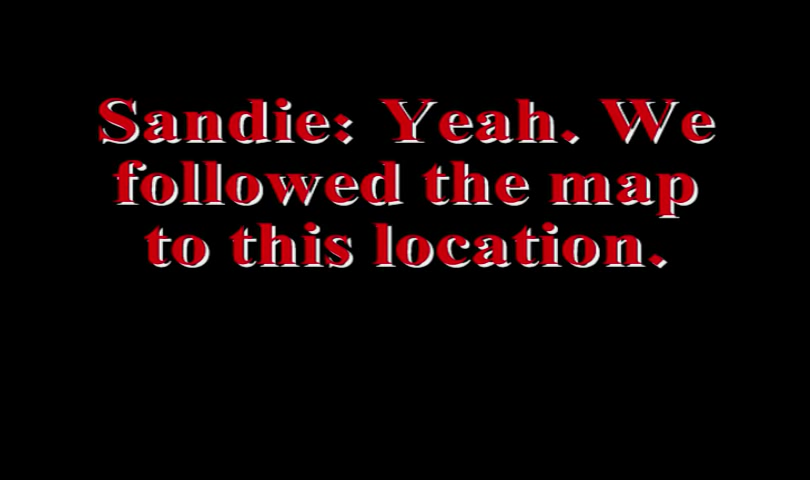 Sandie: Yeah. We
followed the map
to this location.